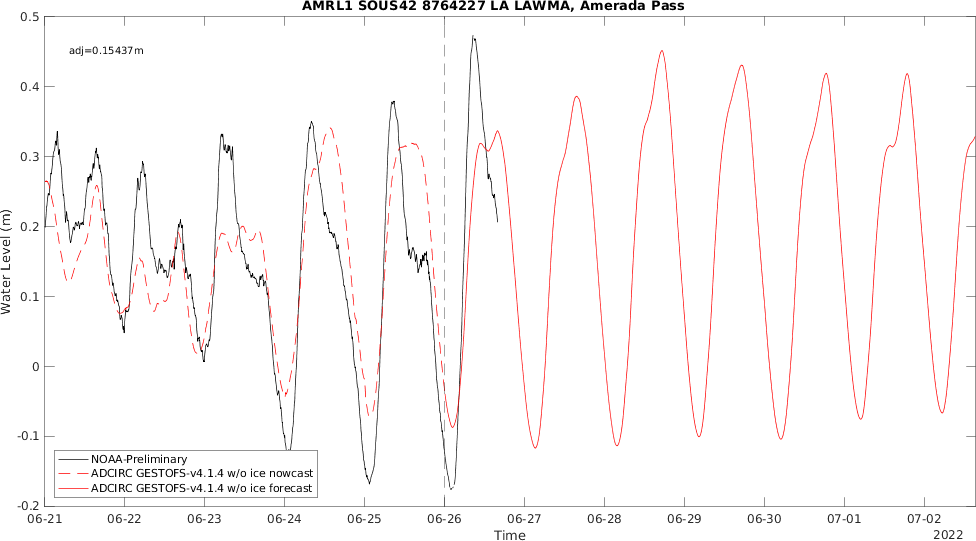 AMRL1 SOUS42 8764227 LA LAWMA, Amerada Pass
adj=0.15437m
Water Level (m)
0.5
0.4
0.3
0.2
0.1
0
-0.1
-0.2
NOAA-Preliminary
ADCIRC GESTOFS-v4.1.4 w/o ice nowcast
ADCIRC GESTOFS-v4.1.4 w/o ice forecast
06-21 06-22 06-23 06-24 06-25 06-26 06-27 06-28 06-29 06-30 07-01 07-02
Time
2022